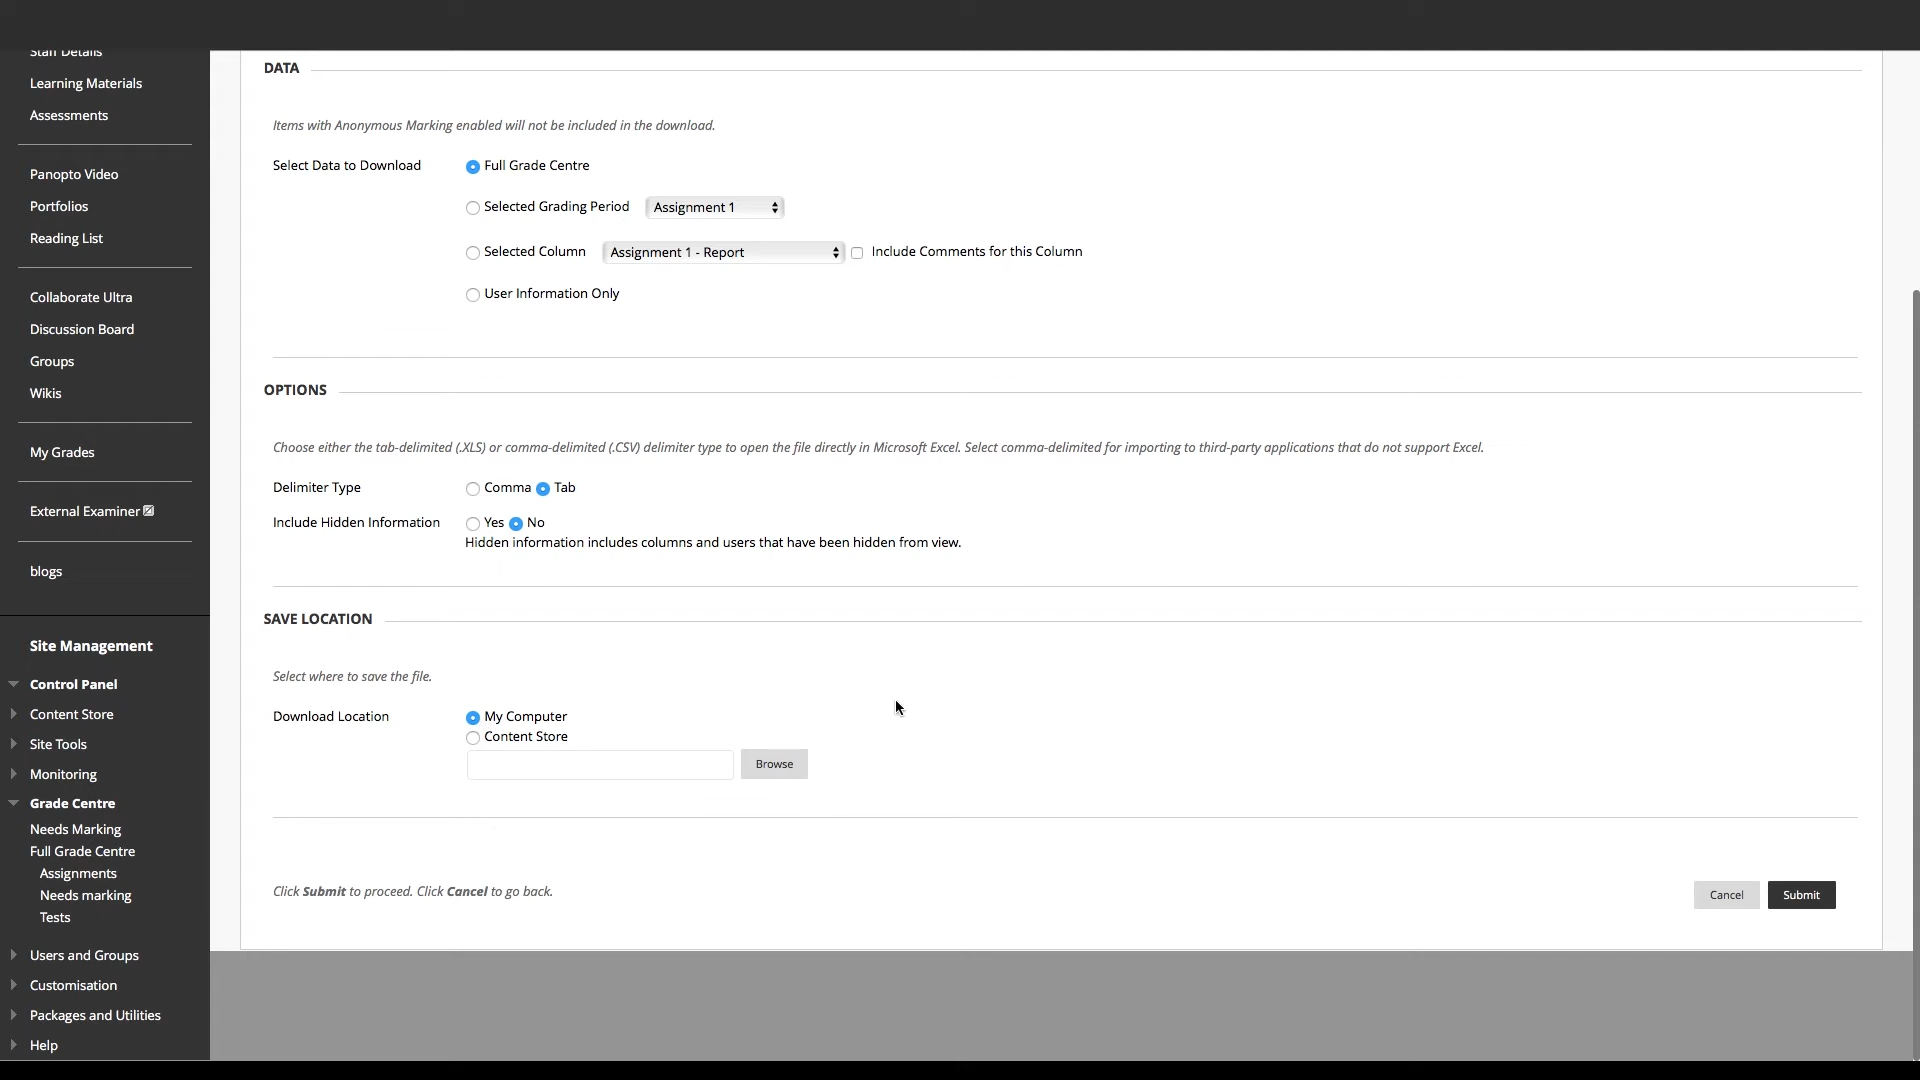 Staff Details
Learning Materials
Assessments
Panopto Video
Portfolios
Reading List
Collaborate Ultra
Discussion Board
Groups
Wikis
My Grades
External Examiner
blogs
Site Management
Control Panel
Content Store
Site Tools
Monitoring
Grade Centre
Needs Marking
Full Grade Centre
Assignments
Needs marking
Tests
Users and Groups
Customisation
Packages and Utilities
Help
DATA
Items with Anonymous Marking enabled will not be included in the download.
Select Data to Download Full Grade Centre
Selected Grading Period Assignment 1
Selected Column Assignment 1 - Report Include Comments for this Column
User Information Only
OPTIONS
Choose either the tab-delimited (.XLS) or comma-delimited (.CSV) delimiter type to open the file directly in Microsoft Excel. Select comma-delimited for importing to third-party applications that do not support Excel.
Delimiter Type Comma Tab
Include Hidden Information Yes No
Hidden information includes columns and users that have been hidden from view.
SAVE LOCATION
Select where to save the file.
Download Location My Computer
Content Store
Browse
Click Submit to proceed. Click Cancel to go back.
Cancel Submit